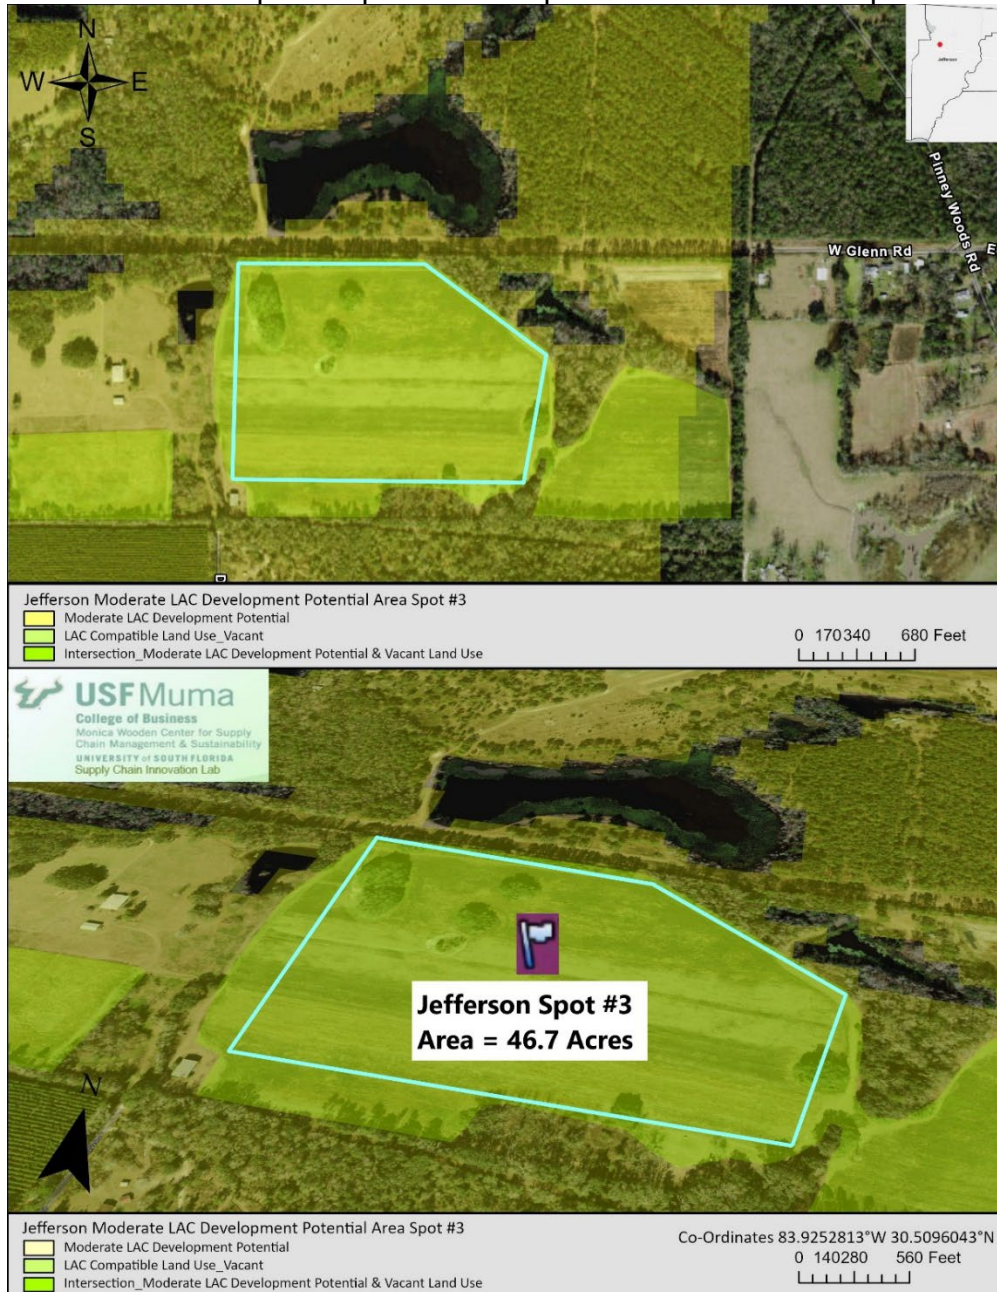 N
W E
S
Jefferson
Pinney Woods Rd
W Glenn Rd
E
D
Jefferson Moderate LAC Development Potential Area Spot #3
Moderate LAC Development Potential
LAC Compatible Land Use_Vacant
Intersection_Moderate LAC Development Potential & Vacant Land Use
0 170340 680 Feet
USF Muma
College of Business
Monica Wooden Center for Supply
Chain Management & Sustainability
UNIVERSITY of SOUTH FLORIDA
Supply Chain Innovation Lab
Jefferson Spot #3
Area = 46.7 Acres
N
Jefferson Moderate LAC Development Potential Area Spot #3
Moderate LAC Development Potential
LAC Compatible Land Use_Vacant
Intersection_Moderate LAC Development Potential & Vacant Land Use
Co-Ordinates 83.9252813°W 30.5096043°N
0 140280 560 Feet